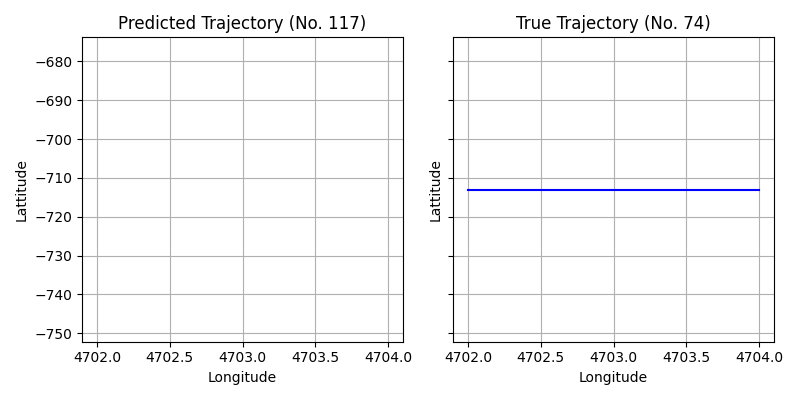 Predicted Trajectory (No. 117)
True Trajectory (No. 74)
Lattitude
−680
−690
−700
−710
−720
−730
−740
−750
4702.0 4702.5 4703.0 4703.5 4704.0
Longitude
Lattitude
4702.0 4702.5 4703.0 4703.5 4704.0
Longitude